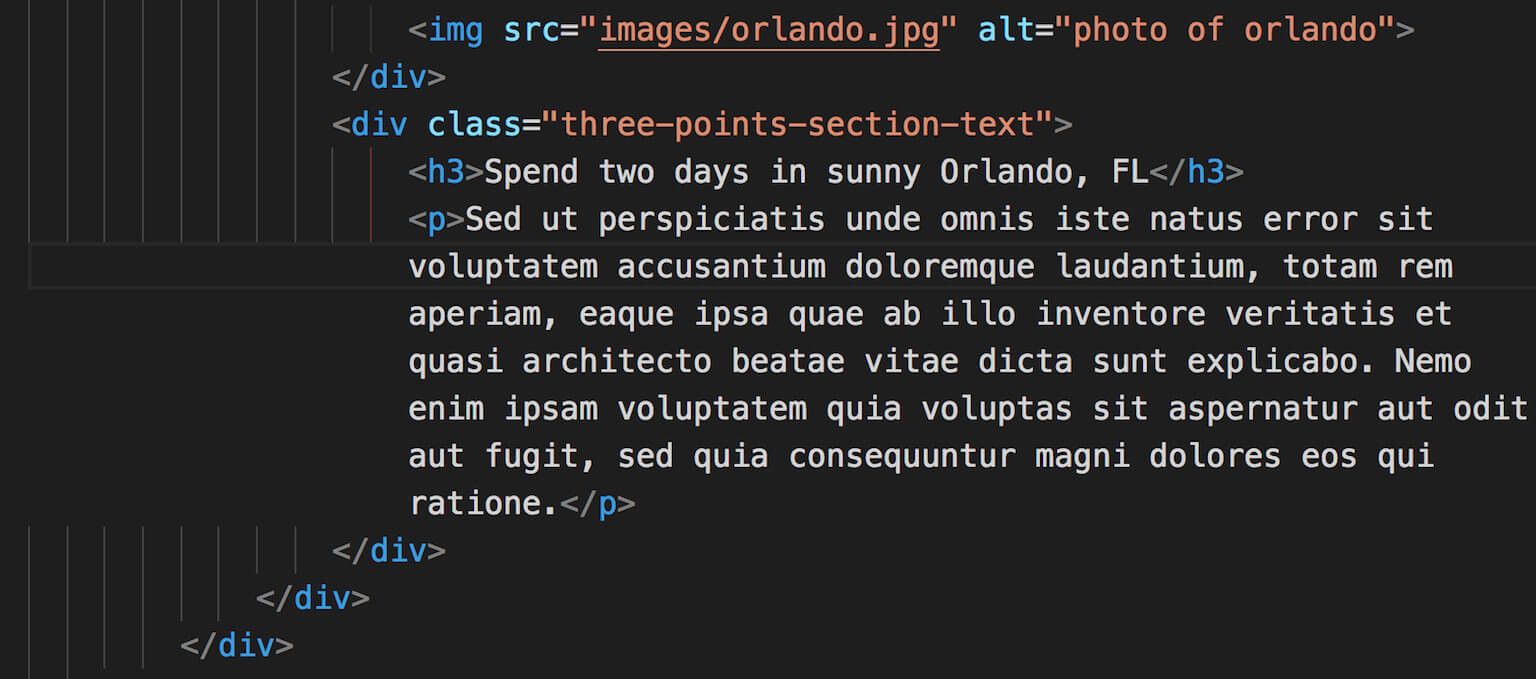 <img src="images/orlando.jpg" alt="photo of orlando">
</div>
<div class="three-points-section-text">
<h3>Spend two days in sunny Orlando, FL</h3>
<p>Sed ut perspiciatis unde omnis iste natus error sit
voluptatem accusantium doloremque laudantium, totam rem
aperiam, eaque ipsa quae ab illo inventore veritatis et
quasi architecto beatae vitae dicta sunt explicabo. Nemo
enim ipsam voluptatem quia voluptas sit aspernatur aut odit
aut fugit, sed quia consequuntur magni dolores eos qui
ratione.</p>
</div>
</div>
</div>